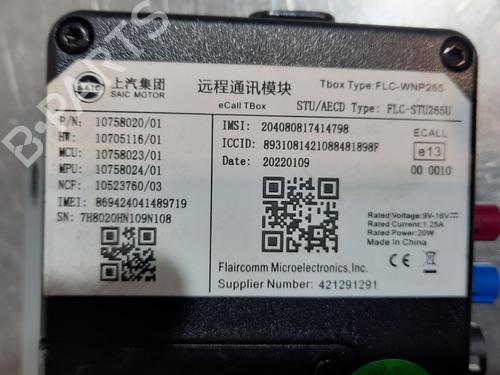 SAIC
上汽集团
SAIC MOTOR
远程通讯模块
eCall TBox
Tbox Type: FLC-WNP265
STU/AECD Type: FLC-STU265U
P/N: 10758020/01
HW: 10705116/01
MCU: 10758023/01
MPU: 10758024/01
NCF: 10523760/03
IMEI: 869424041489719
SN: 7H8020HN109N108
IMSI: 204080817414798
ICCID: 89310814210884818​98F
Date: 20220109
ECALL
e13
00 0010
Rated Voltage: 9V-16V
Rated Current: 1.25A
Rated Power: 20W
Made In China
CE
Flaircomm Microelectronics,Inc.
Supplier Number: 421291291
B-PARTS